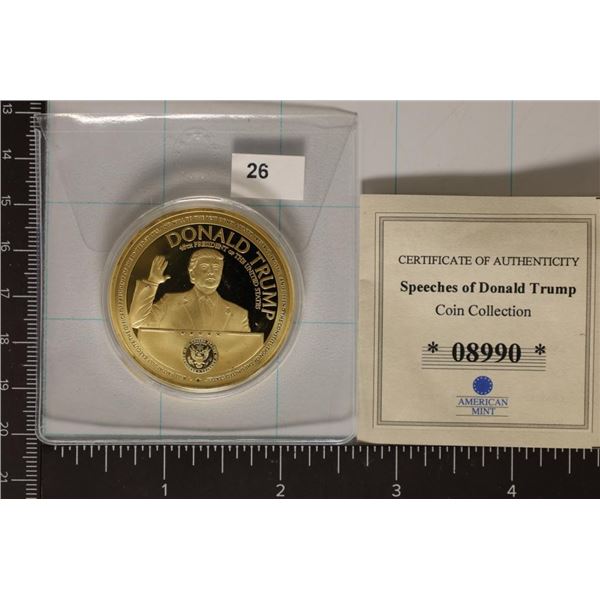 26
DONALD TRUMP
45TH PRESIDENT OF THE UNITED STATES
CERTIFICATE OF AUTHENTICITY
Speeches of Donald Trump
Coin Collection
* 08990 *
AMERICAN
MINT
13
14
15
16
17
18
19
20
21
1
2
3
4